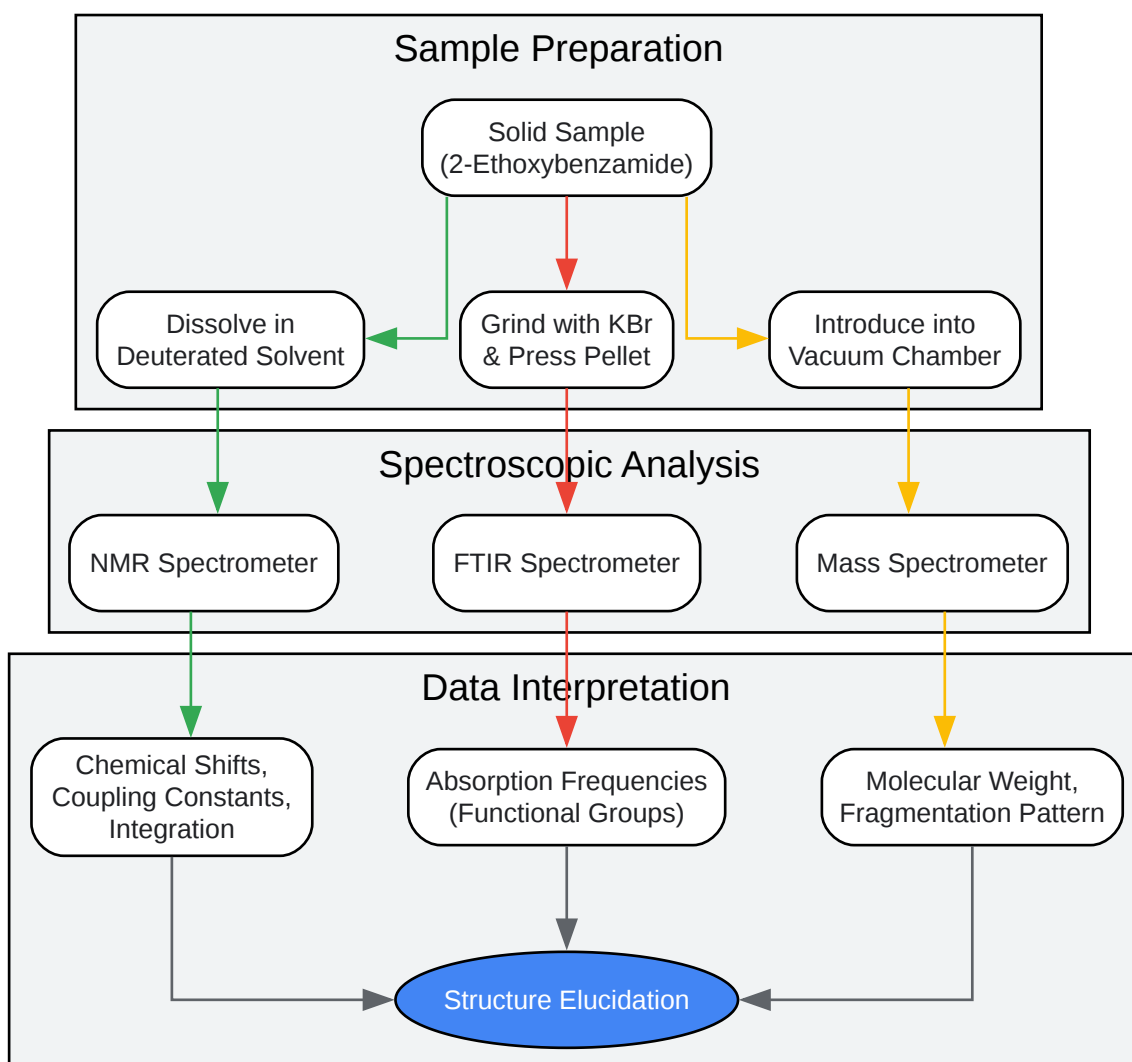 Sample Preparation
Solid Sample
(2-Ethoxybenzamide)
Dissolve in
Deuterated Solvent
Grind with KBr
& Press Pellet
Introduce into
Vacuum Chamber
Spectroscopic Analysis
NMR Spectrometer
FTIR Spectrometer
Mass Spectrometer
Data Interpretation
Chemical Shifts,
Coupling Constants,
Integration
Absorption Frequencies
(Functional Groups)
Molecular Weight,
Fragmentation Pattern
Structure Elucidation